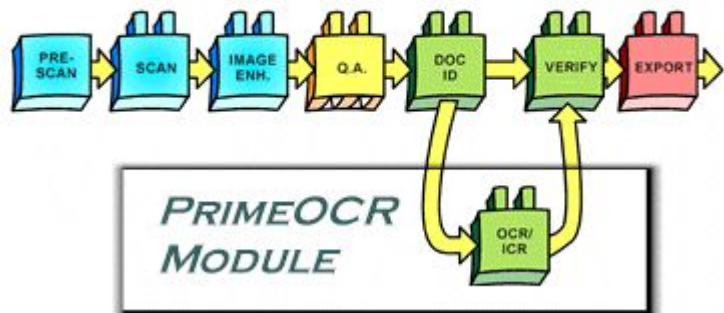 PRE-
SCAN
SCAN
IMAGE
ENH.
Q.A.
DOC
ID
VERIFY
EXPORT
PRIMEOCR
MODULE
OCR/
ICR